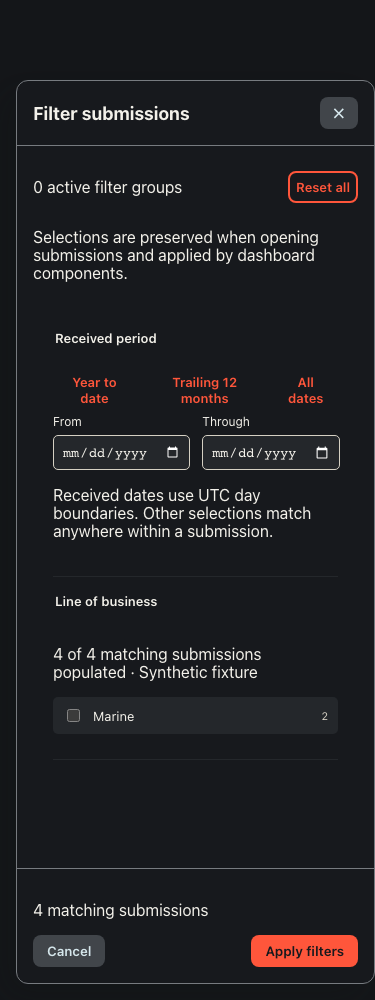 Filter submissions
0 active filter groups
Reset all
Selections are preserved when opening
submissions and applied by dashboard
components.
Received period
Year to
date
Trailing 12
months
All
dates
From
Through
mm/dd/yyyy
mm/dd/yyyy
Received dates use UTC day
boundaries. Other selections match
anywhere within a submission.
Line of business
4 of 4 matching submissions
populated · Synthetic fixture
Marine 2
4 matching submissions
Cancel
Apply filters